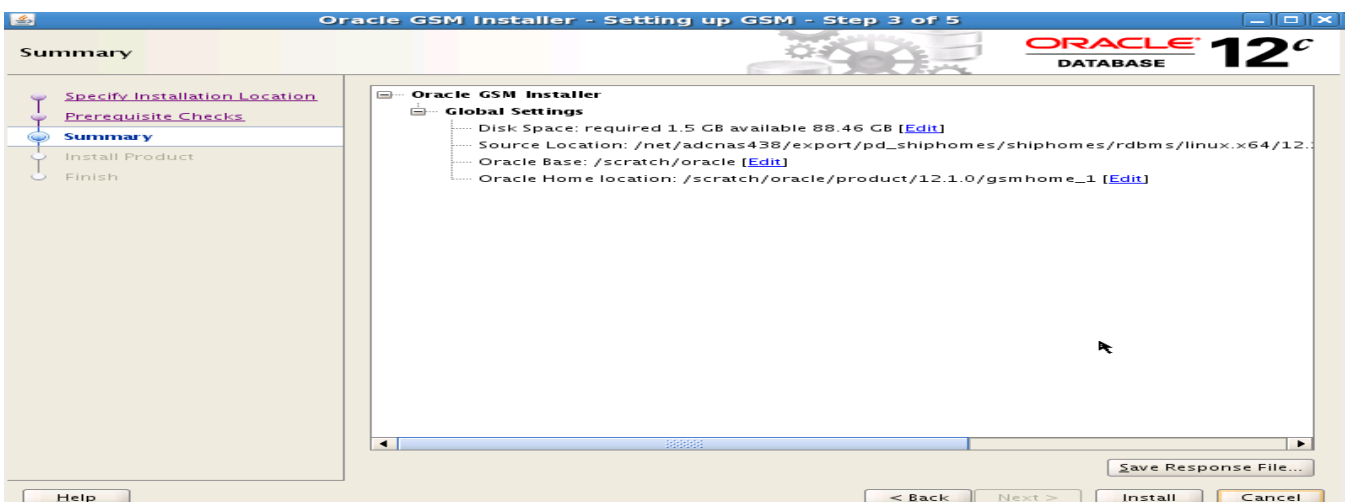 Oracle GSM Installer - Setting up GSM - Step 3 of 5
Summary
ORACLE DATABASE 12c
Specify Installation Location
Prerequisite Checks
Summary
Install Product
Finish
Oracle GSM Installer
Global Settings
Disk Space: required 1.5 GB available 88.46 GB [Edit]
Source Location: /net/adcnas438/export/pd_shiphomes/shiphomes/rdbms/linux.x64/12.
Oracle Base: /scratch/oracle [Edit]
Oracle Home location: /scratch/oracle/product/12.1.0/gsmhome_1 [Edit]
Save Response File...
Help
< Back
Next >
Install
Cancel